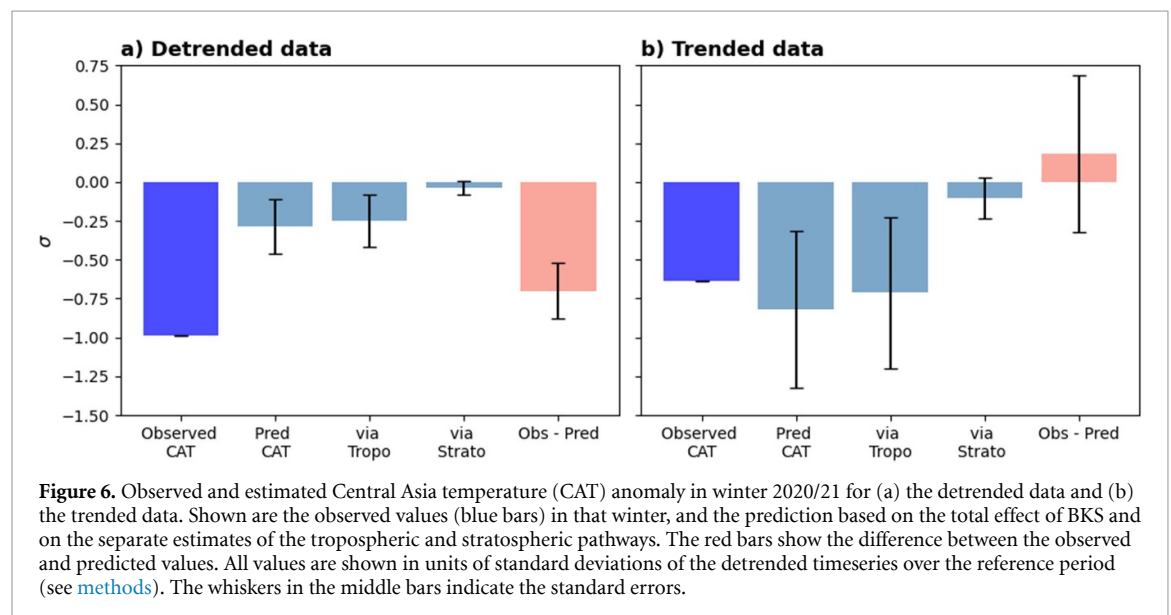 a) Detrended data
b) Trended data
0.75
0.50
0.25
0.00
−0.25
−0.50
−0.75
−1.00
−1.25
−1.50
σ
Observed CAT
Pred CAT
via Tropo
via Strato
Obs - Pred
Observed CAT
Pred CAT
via Tropo
via Strato
Obs - Pred
Figure 6. Observed and estimated Central Asia temperature (CAT) anomaly in winter 2020/21 for (a) the detrended data and (b)
the trended data. Shown are the observed values (blue bars) in that winter, and the prediction based on the total effect of BKS and
on the separate estimates of the tropospheric and stratospheric pathways. The red bars show the difference between the observed
and predicted values. All values are shown in units of standard deviations of the detrended timeseries over the reference period
(see methods). The whiskers in the middle bars indicate the standard errors.